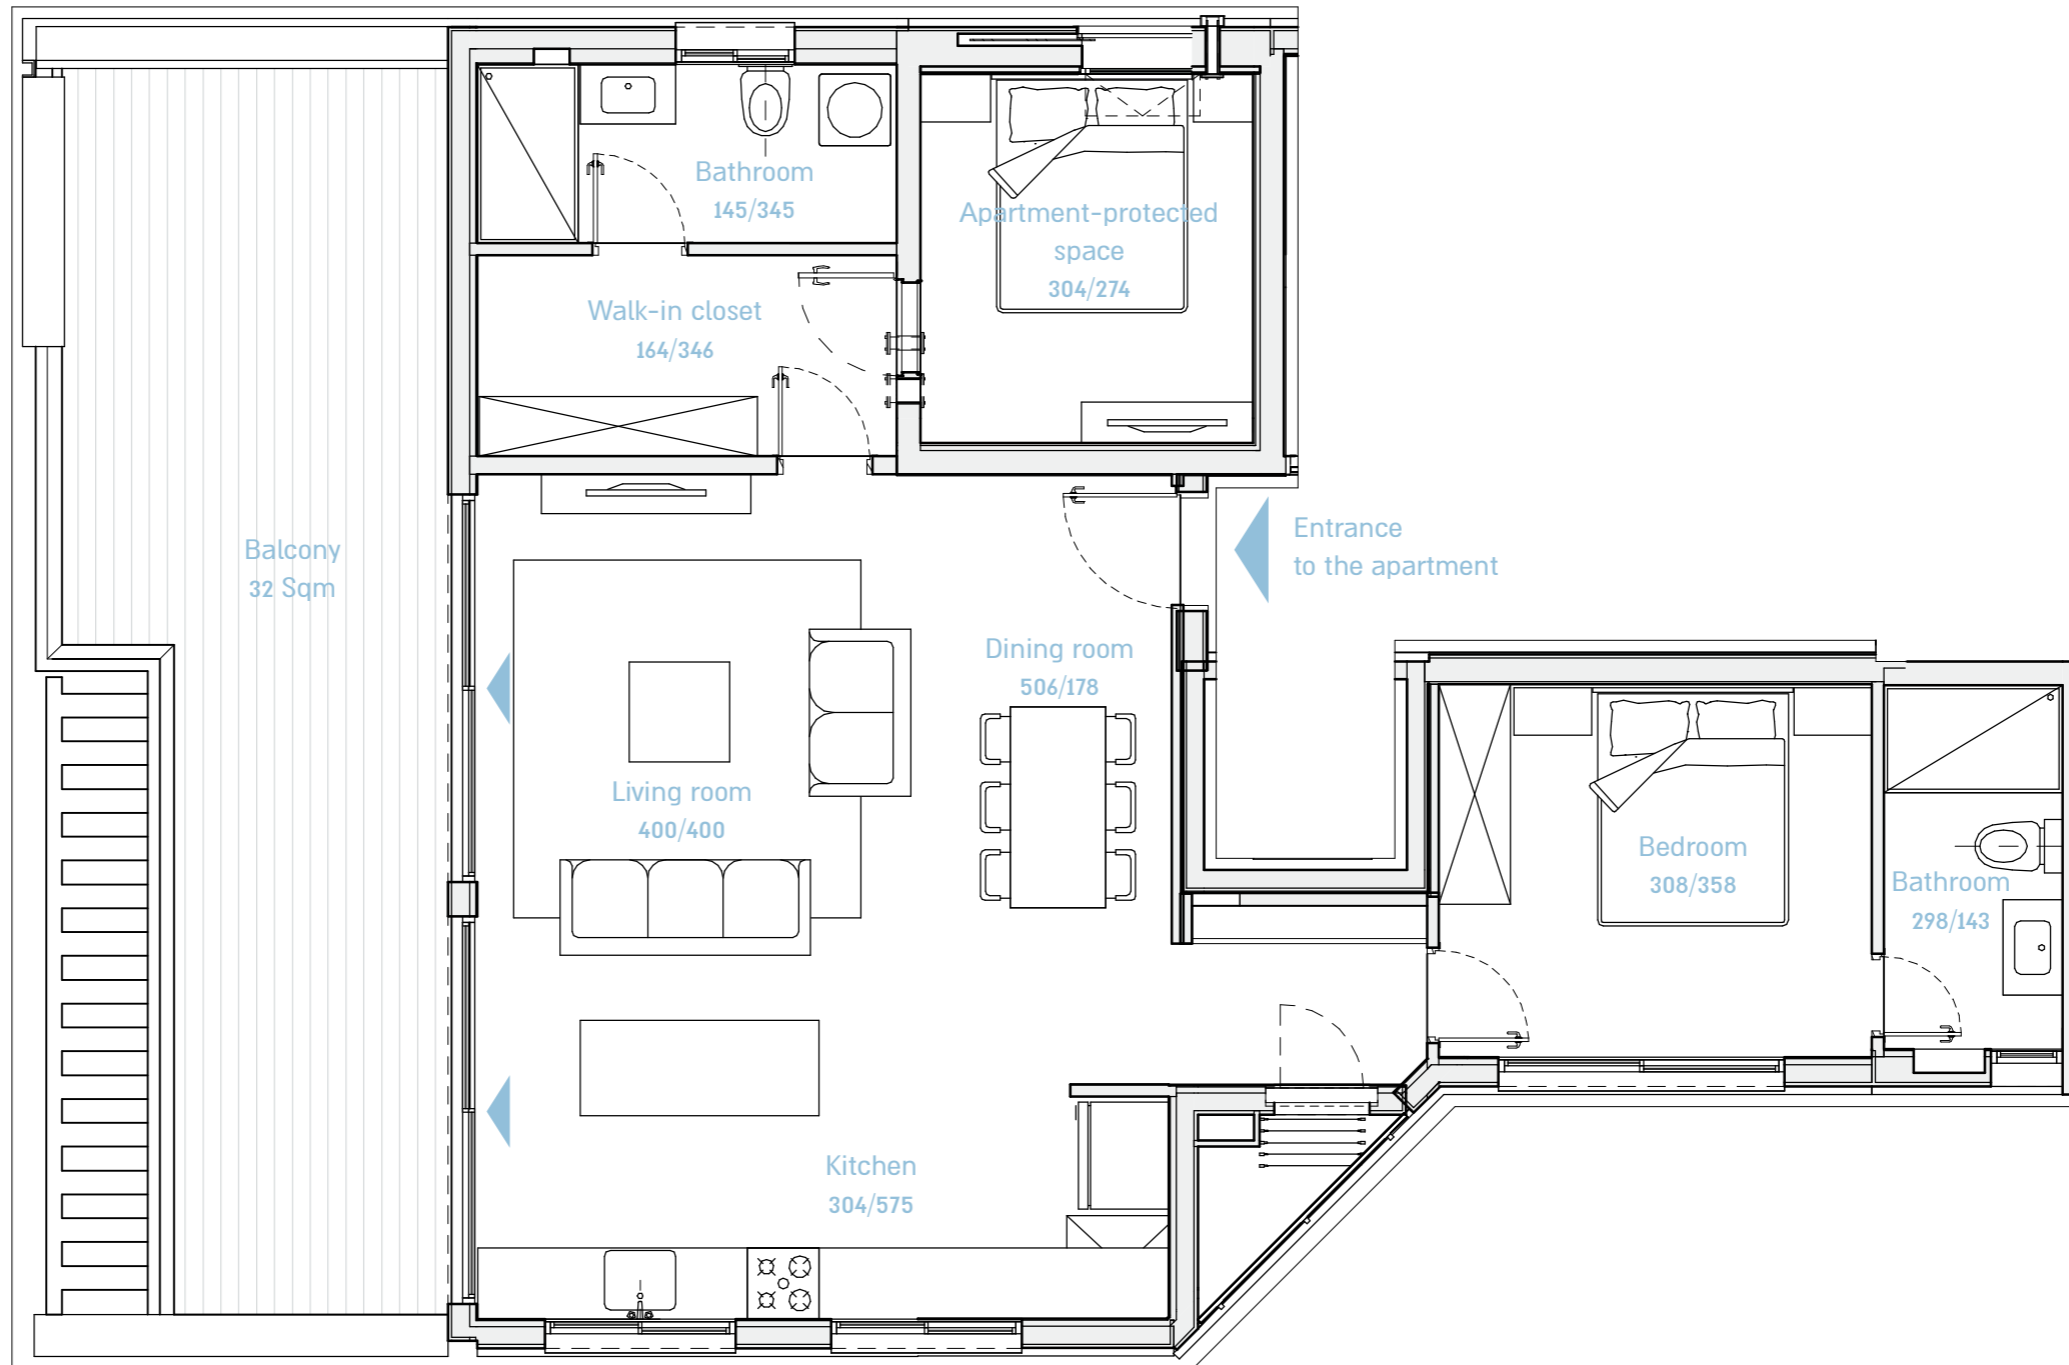 Bathroom
145/345
Apartment-protected
space
304/274
Walk-in closet
164/346
Balcony
32 Sqm
Entrance
to the apartment
Dining room
506/178
Living room
400/400
Bedroom
308/358
Bathroom
298/143
Kitchen
304/575